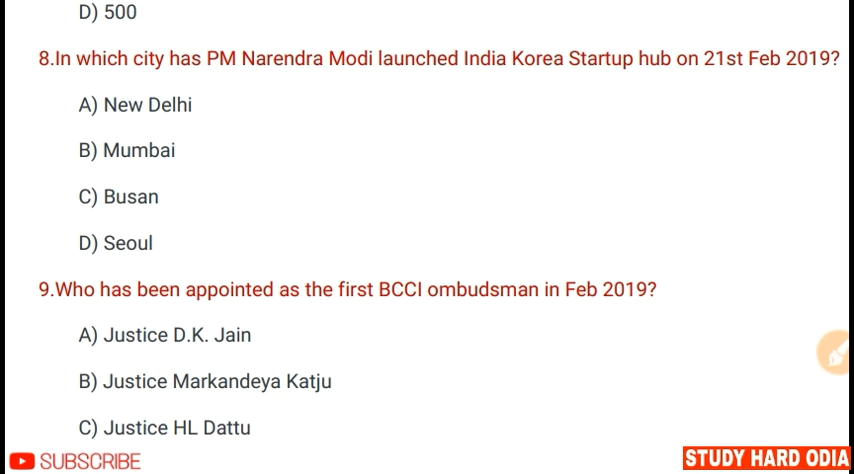 D) 500
8.In which city has PM Narendra Modi launched India Korea Startup hub on 21st Feb 2019?
A) New Delhi
B) Mumbai
C) Busan
D) Seoul
9.Who has been appointed as the first BCCI ombudsman in Feb 2019?
A) Justice D.K. Jain
B) Justice Markandeya Katju
C) Justice HL Dattu
SUBSCRIBE
STUDY HARD ODIA